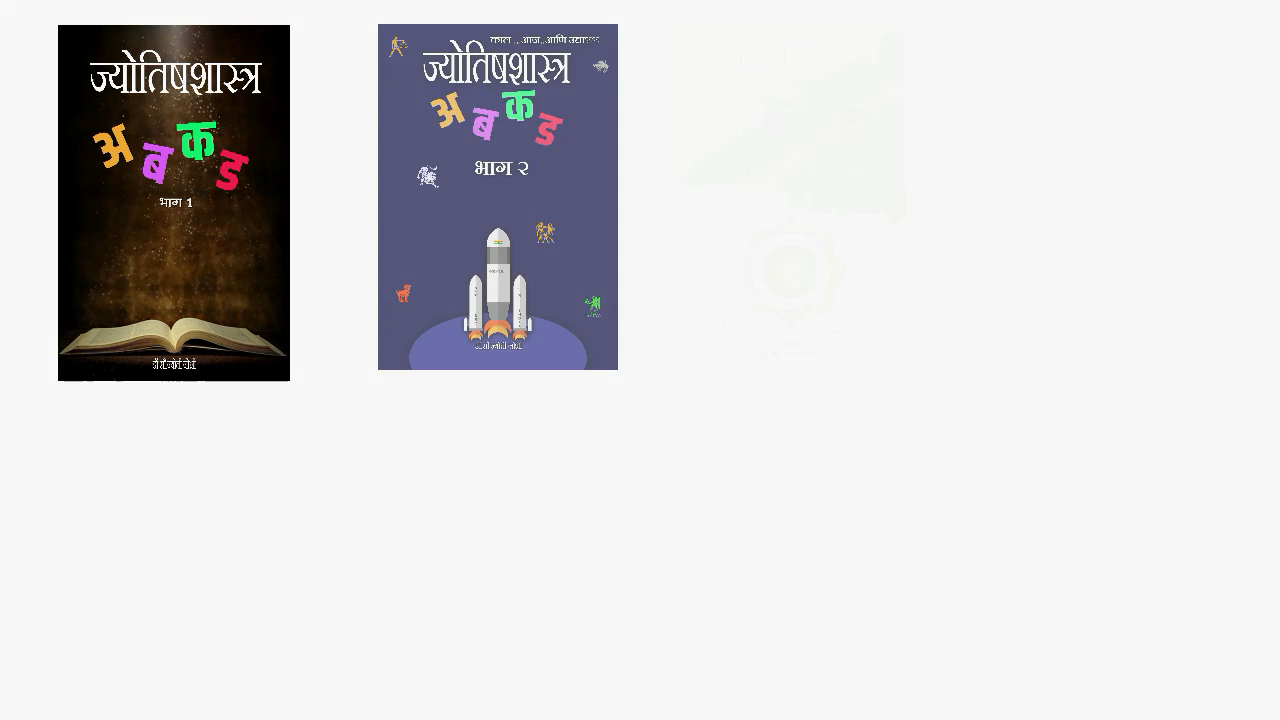 ज्योतिषशास्त्र
अ ब क ड
भाग 1
ज्योतिषशास्त्र
अ ब क ड
भाग २